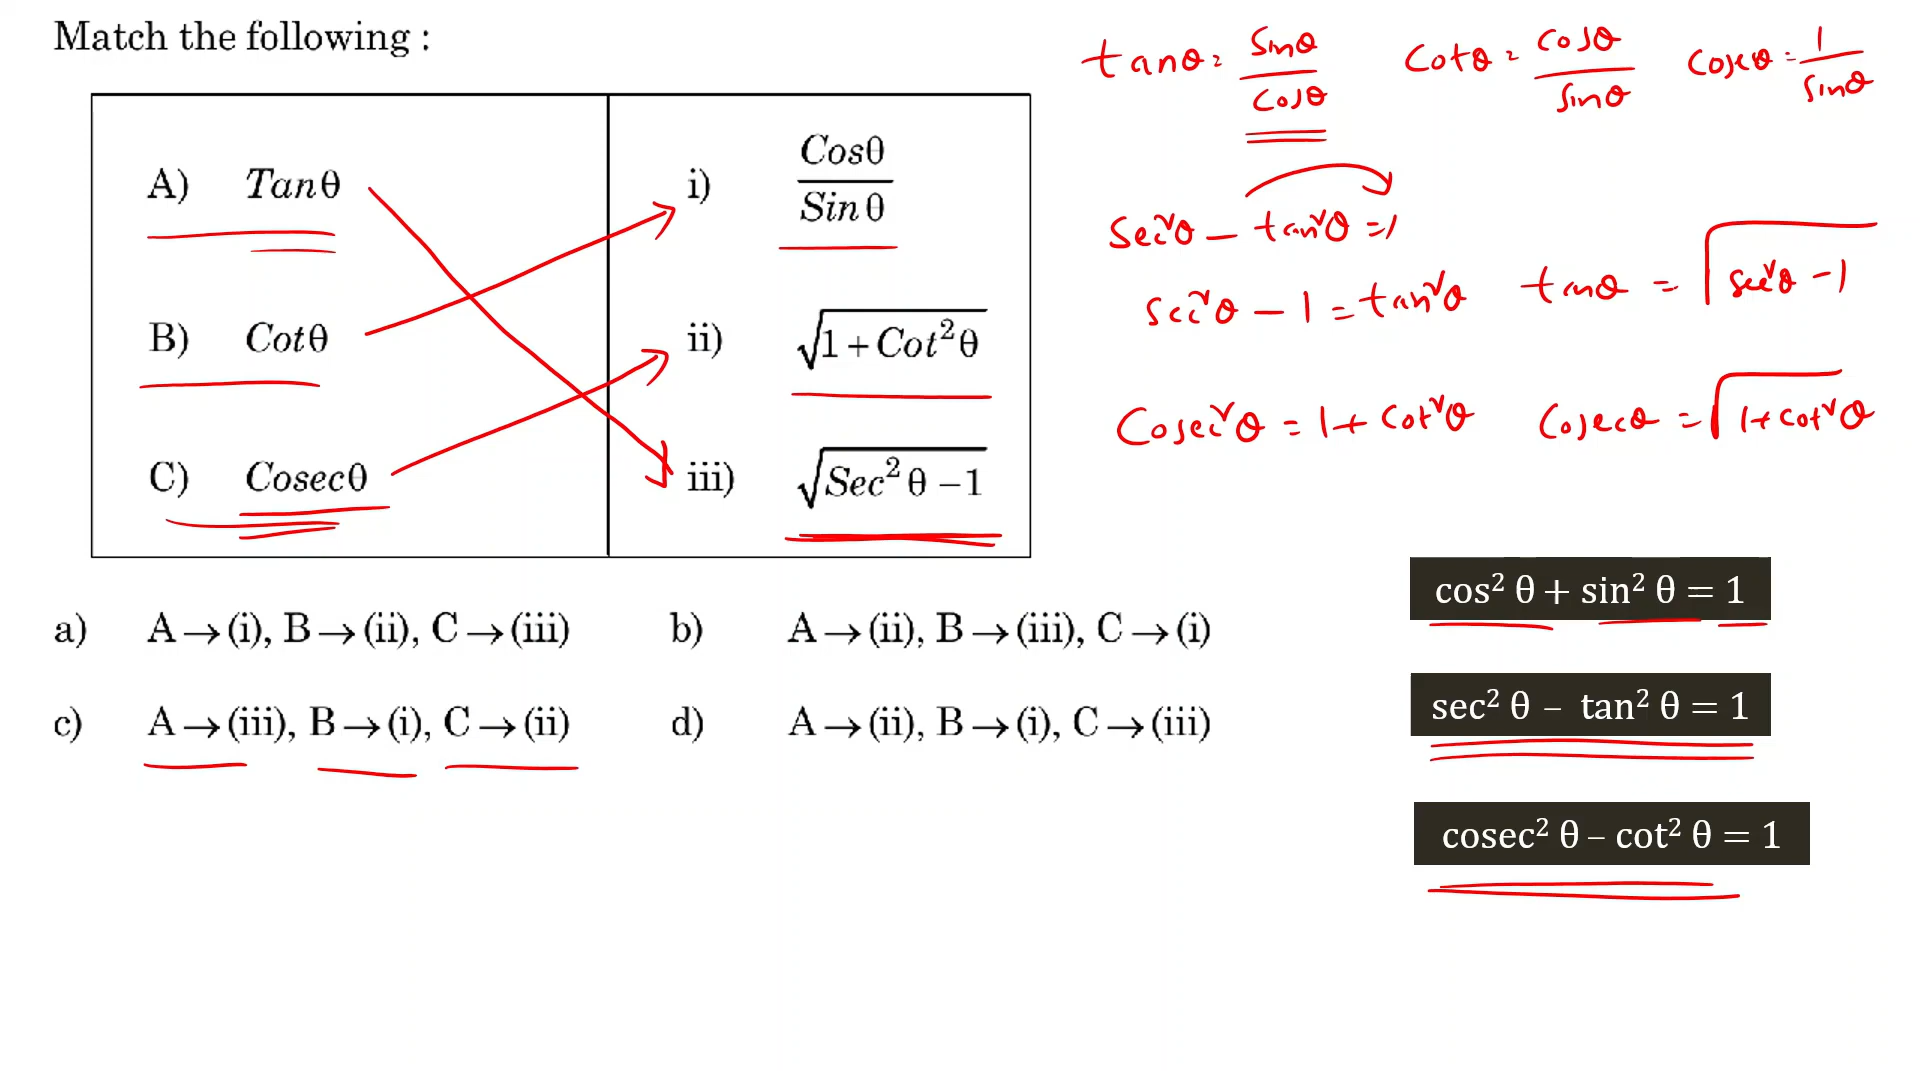 Match the following :
A) Tanθ
i) Cosθ / Sin θ
B) Cotθ
ii) √1 + Cot²θ
C) Cosecθ
iii) √Sec² θ – 1
a) A → (i), B → (ii), C → (iii)
b) A → (ii), B → (iii), C → (i)
c) A → (iii), B → (i), C → (ii)
d) A → (ii), B → (i), C → (iii)
tanθ = sinθ / cosθ
cotθ = cosθ / sinθ
cosecθ = 1 / sinθ
sec²θ – tan²θ = 1
sec²θ – 1 = tan²θ
tanθ = √sec²θ – 1
Cosec²θ = 1 + cot²θ
cosecθ = √1 + cot²θ
cos² θ + sin² θ = 1
sec² θ – tan² θ = 1
cosec² θ – cot² θ = 1